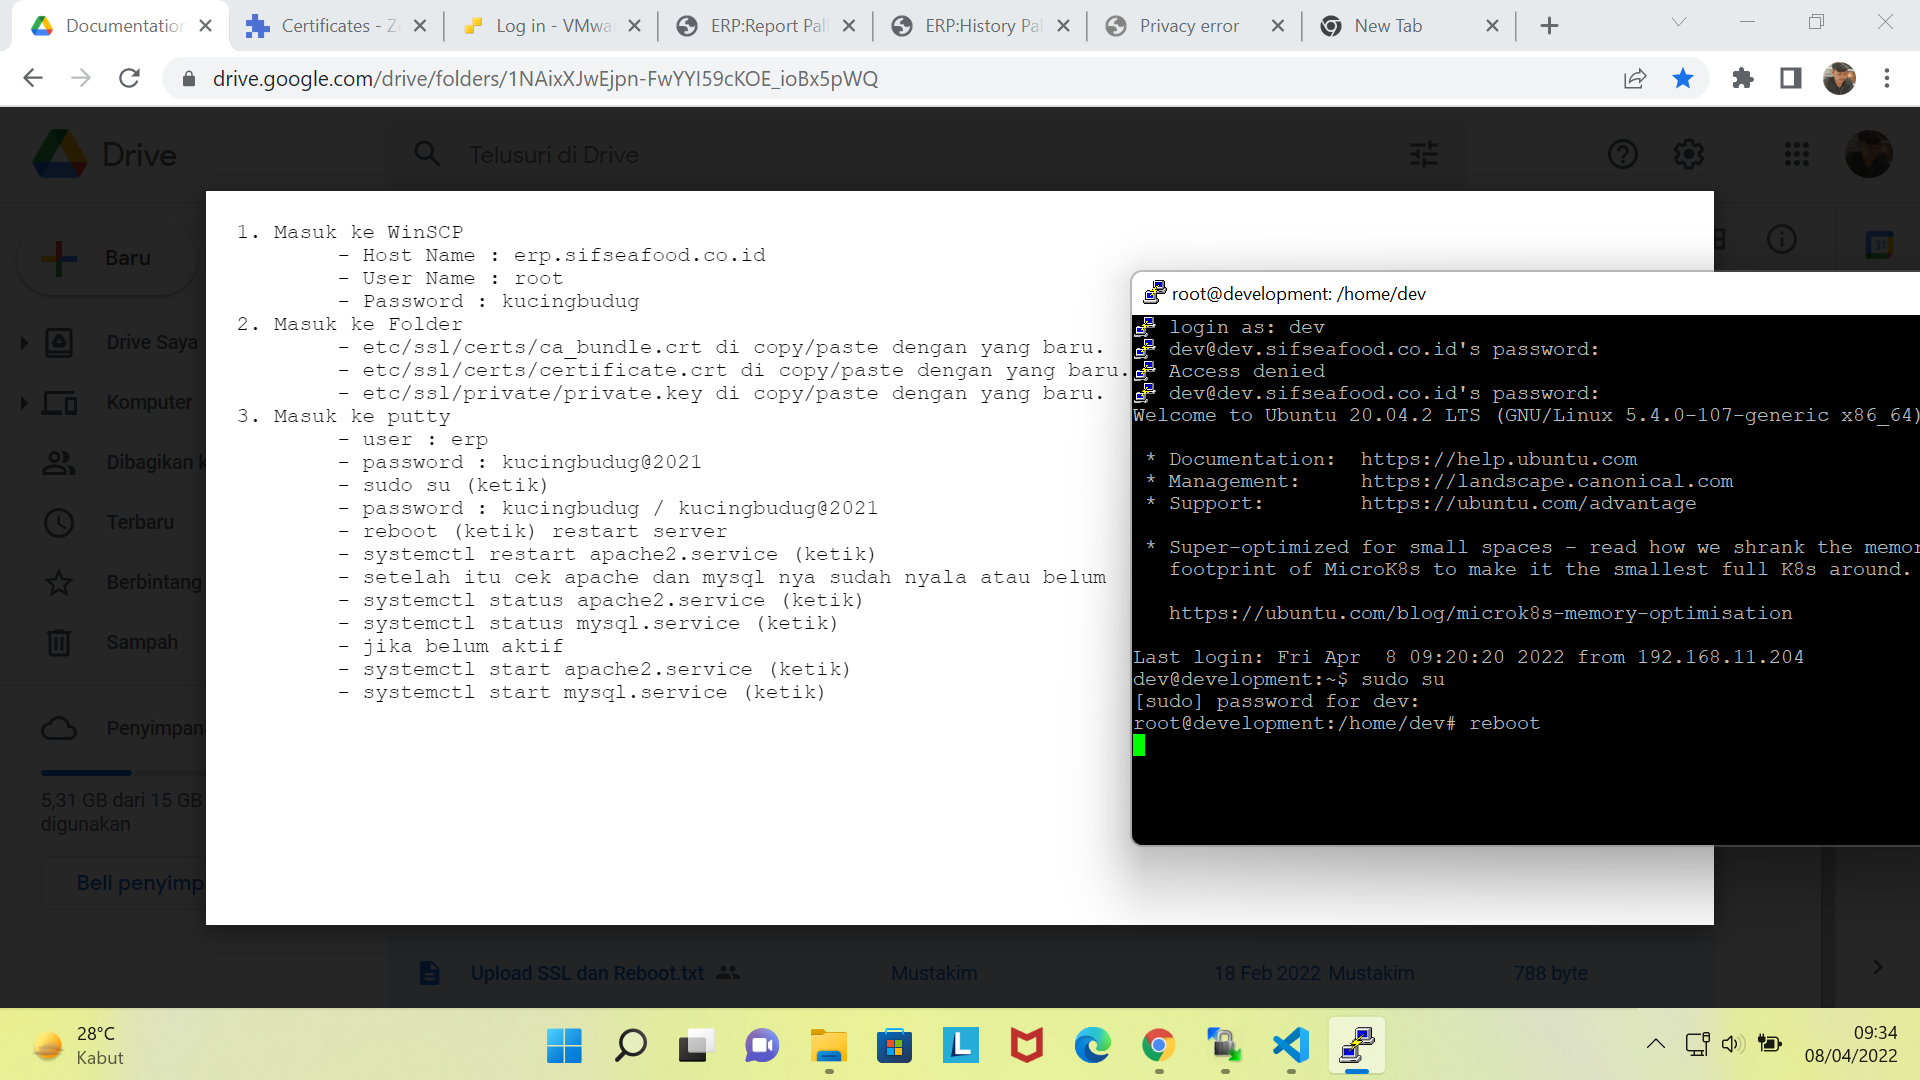 Documentation
Certificates - Ze
Log in - VMwa
ERP:Report Pall
ERP:History Pal
Privacy error
New Tab
drive.google.com/drive/folders/1NAixXJwEjpn-FwYYI59cKOE_ioBx5pWQ
Drive
Telusuri di Drive
Baru
Drive Saya
Komputer
Dibagikan k
Terbaru
Berbintang
Sampah
Penyimpan
5,31 GB dari 15 GB
digunakan
Beli penyimp
31
1. Masuk ke WinSCP
- Host Name : erp.sifseafood.co.id
- User Name : root
- Password : kucingbudug
2. Masuk ke Folder
- etc/ssl/certs/ca_bundle.crt di copy/paste dengan yang baru.
- etc/ssl/certs/certificate.crt di copy/paste dengan yang baru.
- etc/ssl/private/private.key di copy/paste dengan yang baru.
3. Masuk ke putty
- user : erp
- password : kucingbudug@2021
- sudo su (ketik)
- password : kucingbudug / kucingbudug@2021
- reboot (ketik) restart server
- systemctl restart apache2.service (ketik)
- setelah itu cek apache dan mysql nya sudah nyala atau belum
- systemctl status apache2.service (ketik)
- systemctl status mysql.service (ketik)
- jika belum aktif
- systemctl start apache2.service (ketik)
- systemctl start mysql.service (ketik)
root@development: /home/dev
login as: dev
dev@dev.sifseafood.co.id's password:
Access denied
dev@dev.sifseafood.co.id's password:
Welcome to Ubuntu 20.04.2 LTS (GNU/Linux 5.4.0-107-generic x86_64)
* Documentation: https://help.ubuntu.com
* Management: https://landscape.canonical.com
* Support: https://ubuntu.com/advantage
* Super-optimized for small spaces - read how we shrank the memor
footprint of MicroK8s to make it the smallest full K8s around.
https://ubuntu.com/blog/microk8s-memory-optimisation
Last login: Fri Apr 8 09:20:20 2022 from 192.168.11.204
dev@development:~$ sudo su
[sudo] password for dev:
root@development:/home/dev# reboot
Upload SSL dan Reboot.txt Mustakim 18 Feb 2022 Mustakim 788 byte
28°C
Kabut
L
09:34
08/04/2022